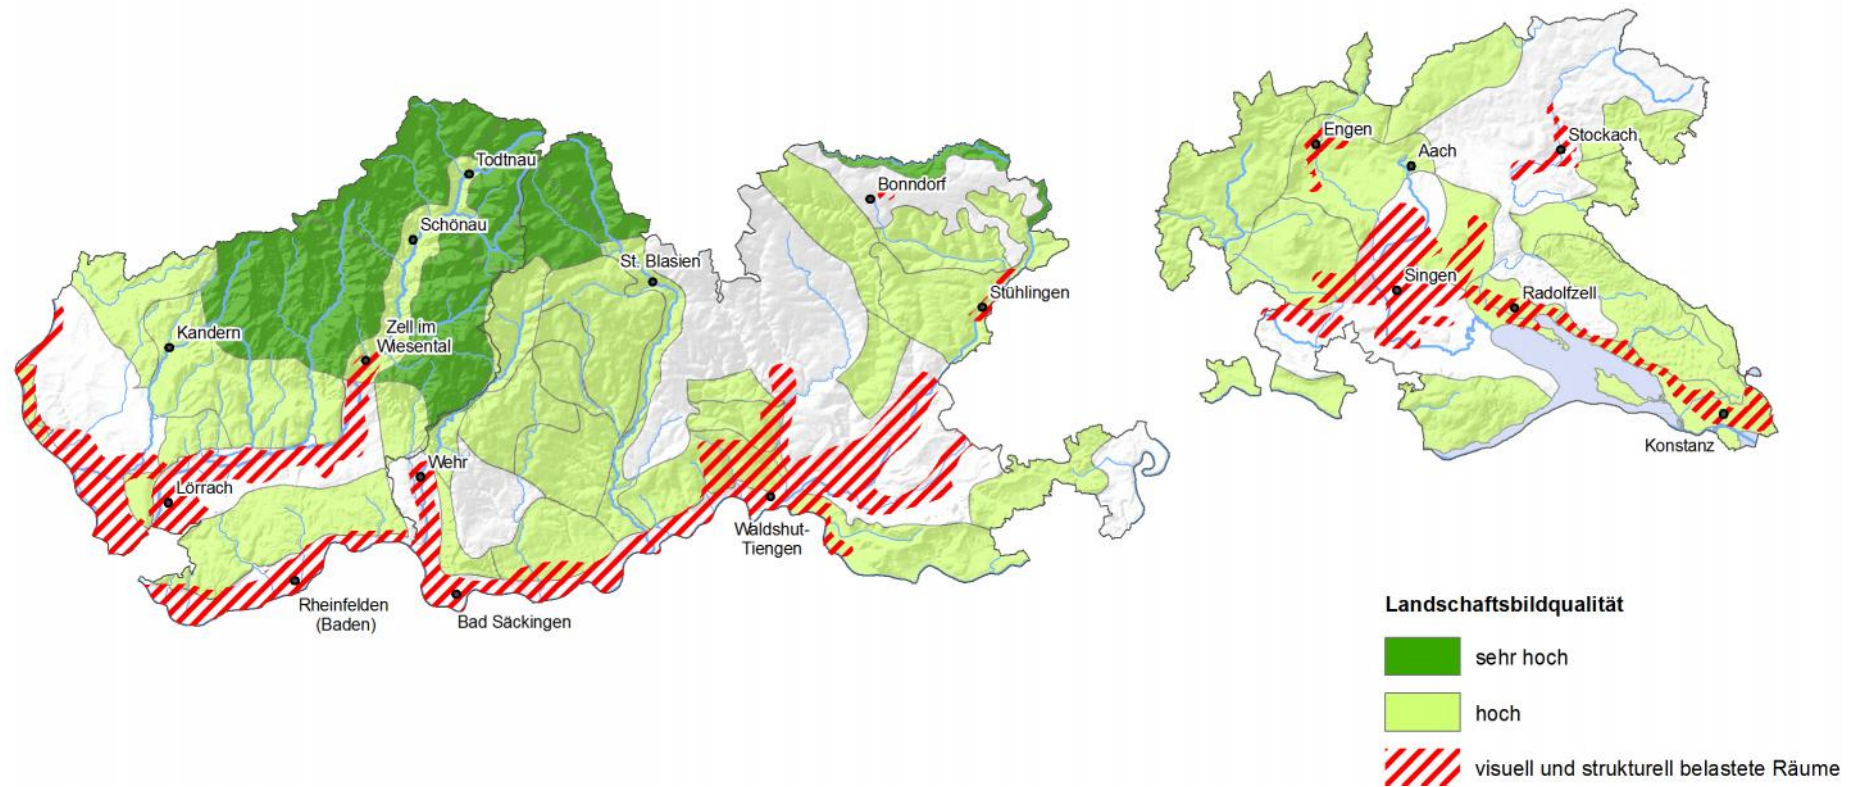 Engen
Stockach
Aach
Todtnau
Bonndorf
Schönau
St. Blasien
Singen
Stühlingen
Radolfzell
Kandern
Zell im
Wiesental
Konstanz
Wehr
Lörrach
Waldshut-
Tiengen
Rheinfelden
(Baden)
Bad Säckingen
Landschaftsbildqualität
sehr hoch
hoch
visuell und strukturell belastete Räume